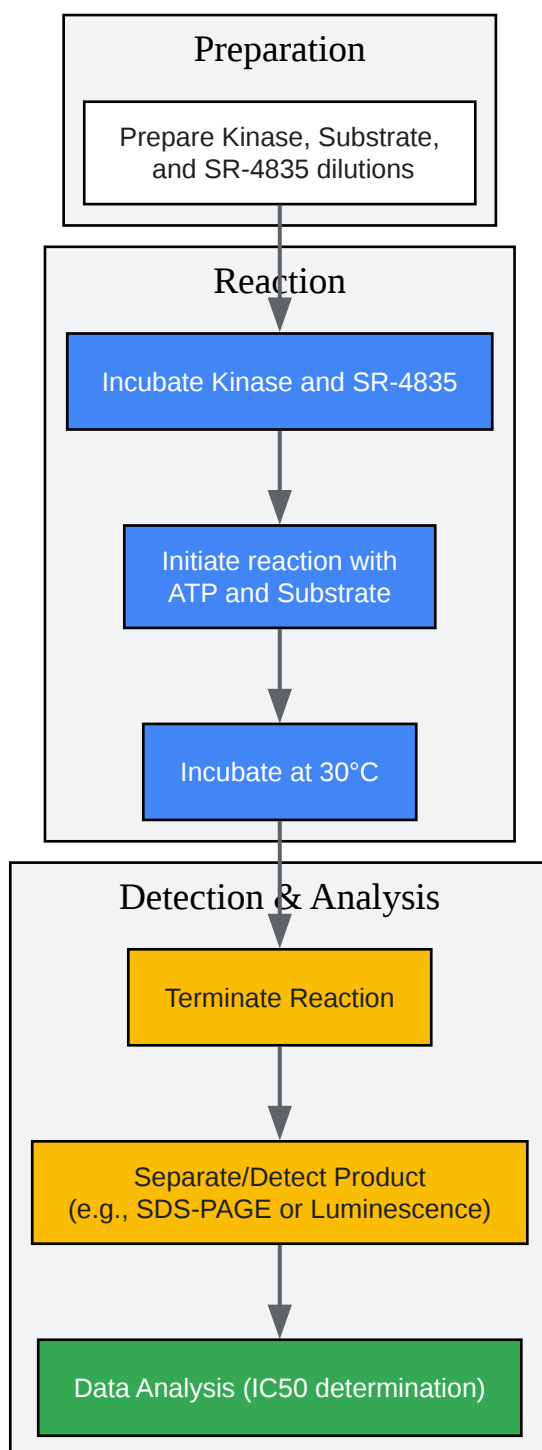 Preparation
Prepare Kinase, Substrate,
and SR-4835 dilutions
Reaction
Incubate Kinase and SR-4835
Initiate reaction with
ATP and Substrate
Incubate at 30°C
Detection & Analysis
Terminate Reaction
Separate/Detect Product
(e.g., SDS-PAGE or Luminescence)
Data Analysis (IC50 determination)